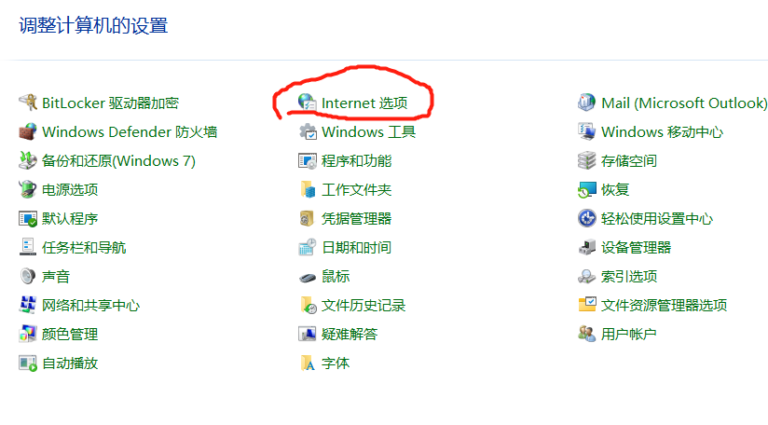 调整计算机的设置
BitLocker 驱动器加密
Internet 选项
Mail (Microsoft Outlook)
Windows Defender 防火墙
Windows 工具
Windows 移动中心
备份和还原(Windows 7)
程序和功能
存储空间
电源选项
工作文件夹
恢复
默认程序
凭据管理器
轻松使用设置中心
任务栏和导航
日期和时间
设备管理器
声音
鼠标
索引选项
网络和共享中心
文件历史记录
文件资源管理器选项
颜色管理
疑难解答
用户帐户
自动播放
字体